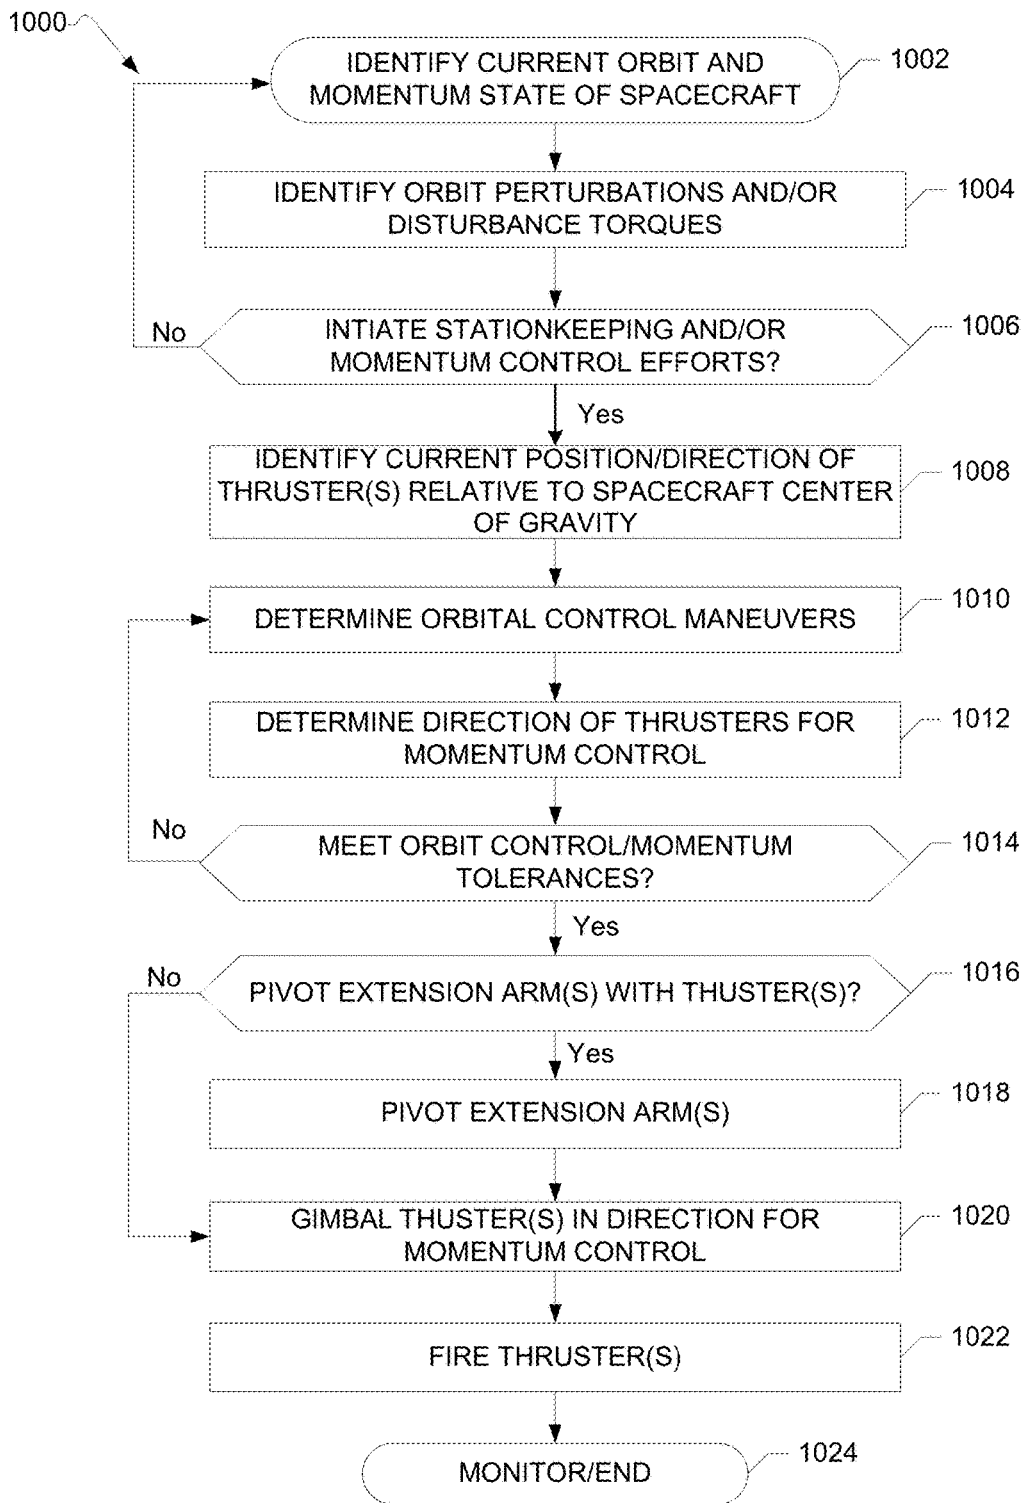 1000
IDENTIFY CURRENT ORBIT AND
MOMENTUM STATE OF SPACECRAFT
1002
IDENTIFY ORBIT PERTURBATIONS AND/OR
DISTURBANCE TORQUES
1004
No
INTIATE STATIONKEEPING AND/OR
MOMENTUM CONTROL EFFORTS?
1006
Yes
IDENTIFY CURRENT POSITION/DIRECTION OF
THRUSTER(S) RELATIVE TO SPACECRAFT CENTER
OF GRAVITY
1008
DETERMINE ORBITAL CONTROL MANEUVERS
1010
DETERMINE DIRECTION OF THRUSTERS FOR
MOMENTUM CONTROL
1012
No
MEET ORBIT CONTROL/MOMENTUM
TOLERANCES?
1014
Yes
No
PIVOT EXTENSION ARM(S) WITH THUSTER(S)?
1016
Yes
PIVOT EXTENSION ARM(S)
1018
GIMBAL THUSTER(S) IN DIRECTION FOR
MOMENTUM CONTROL
1020
FIRE THRUSTER(S)
1022
MONITOR/END
1024